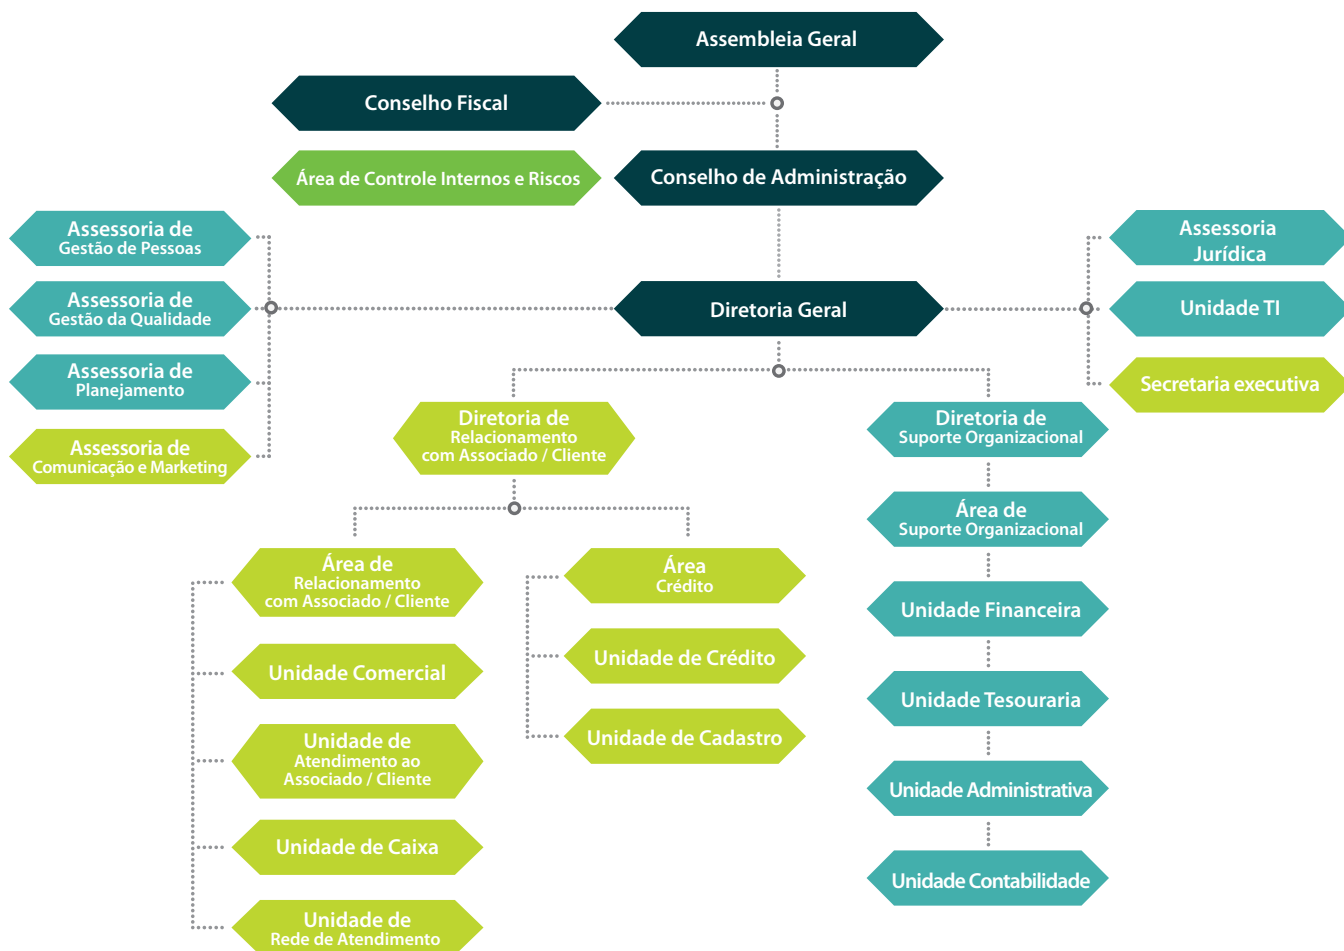 Assembleia Geral
Conselho Fiscal
Área de Controle Internos e Riscos
Conselho de Administração
Assessoria de
Gestão de Pessoas
Assessoria de
Gestão da Qualidade
Assessoria de
Planejamento
Assessoria de
Comunicação e Marketing
Diretoria Geral
Assessoria
Jurídica
Unidade TI
Secretaria executiva
Diretoria de
Relacionamento
com Associado / Cliente
Diretoria de
Suporte Organizacional
Área de
Relacionamento
com Associado / Cliente
Unidade Comercial
Unidade de
Atendimento ao
Associado / Cliente
Unidade de Caixa
Unidade de
Rede de Atendimento
Área
Crédito
Unidade de Crédito
Unidade de Cadastro
Área de
Suporte Organizacional
Unidade Financeira
Unidade Tesouraria
Unidade Administrativa
Unidade Contabilidade